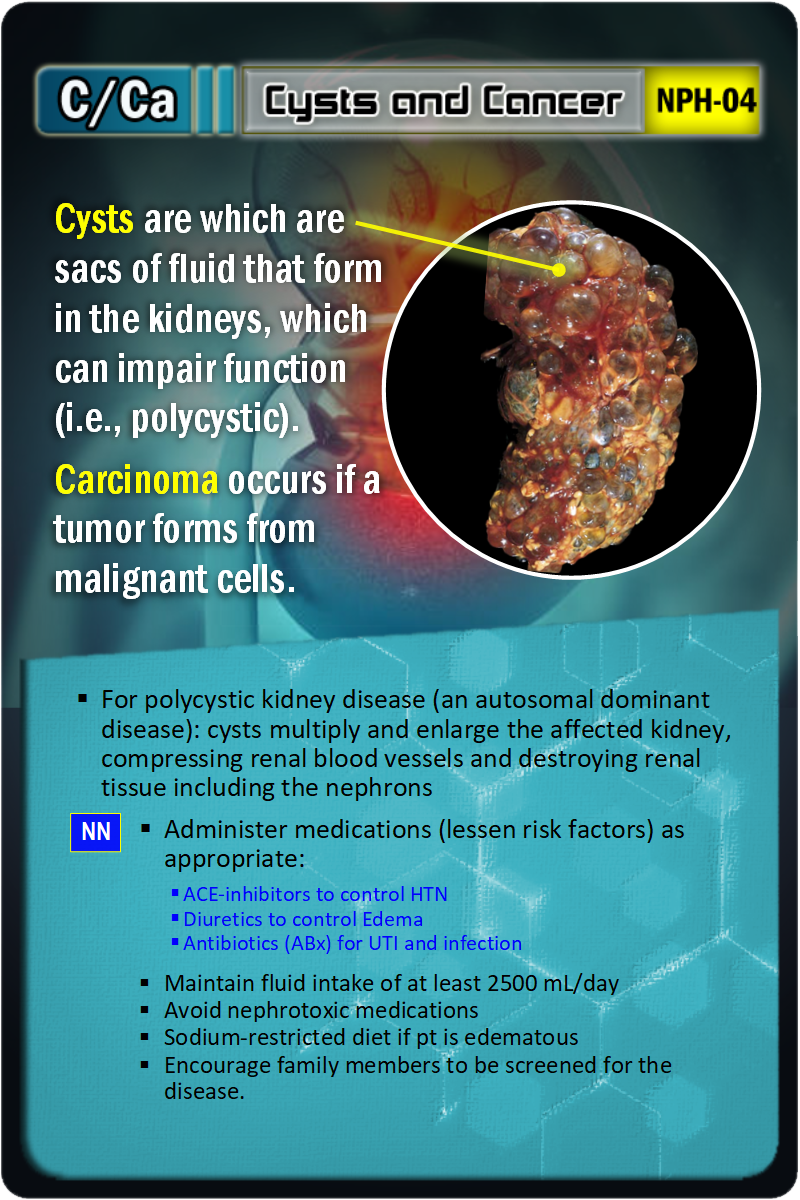 C/Ca
Cysts and Cancer
NPH-04
Cysts are which are
sacs of fluid that form
in the kidneys, which
can impair function
(i.e., polycystic).
Carcinoma occurs if a
tumor forms from
malignant cells.
▪ For polycystic kidney disease (an autosomal dominant
disease): cysts multiply and enlarge the affected kidney,
compressing renal blood vessels and destroying renal
tissue including the nephrons
NN
▪ Administer medications (lessen risk factors) as
appropriate:
▪ ACE-inhibitors to control HTN
▪ Diuretics to control Edema
▪ Antibiotics (ABx) for UTI and infection
▪ Maintain fluid intake of at least 2500 mL/day
▪ Avoid nephrotoxic medications
▪ Sodium-restricted diet if pt is edematous
▪ Encourage family members to be screened for the
disease.